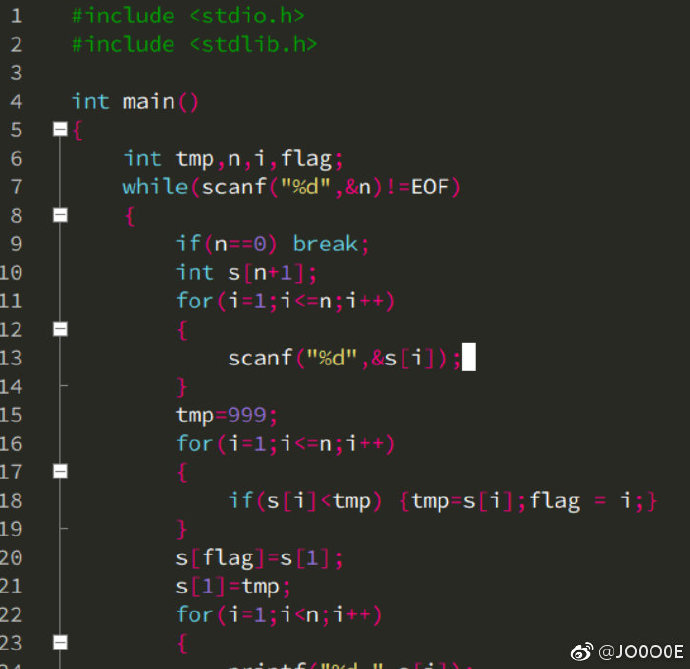 1 #include <stdio.h>
2 #include <stdlib.h>
3
4 int main()
5 {
6 int tmp,n,i,flag;
7 while(scanf("%d",&n)!=EOF)
8 {
9 if(n==0) break;
10 int s[n+1];
11 for(i=1;i<=n;i++)
12 {
13 scanf("%d",&s[i]);
14 }
15 tmp=999;
16 for(i=1;i<=n;i++)
17 {
18 if(s[i]<tmp) {tmp=s[i];flag = i;}
19 }
20 s[flag]=s[1];
21 s[1]=tmp;
22 for(i=1;i<n;i++)
23 {
@JO0O0E